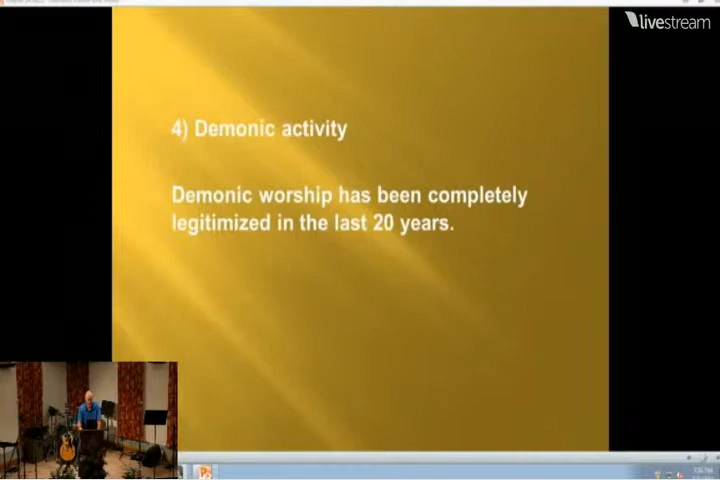 livestream
4) Demonic activity
Demonic worship has been completely
legitimized in the last 20 years.